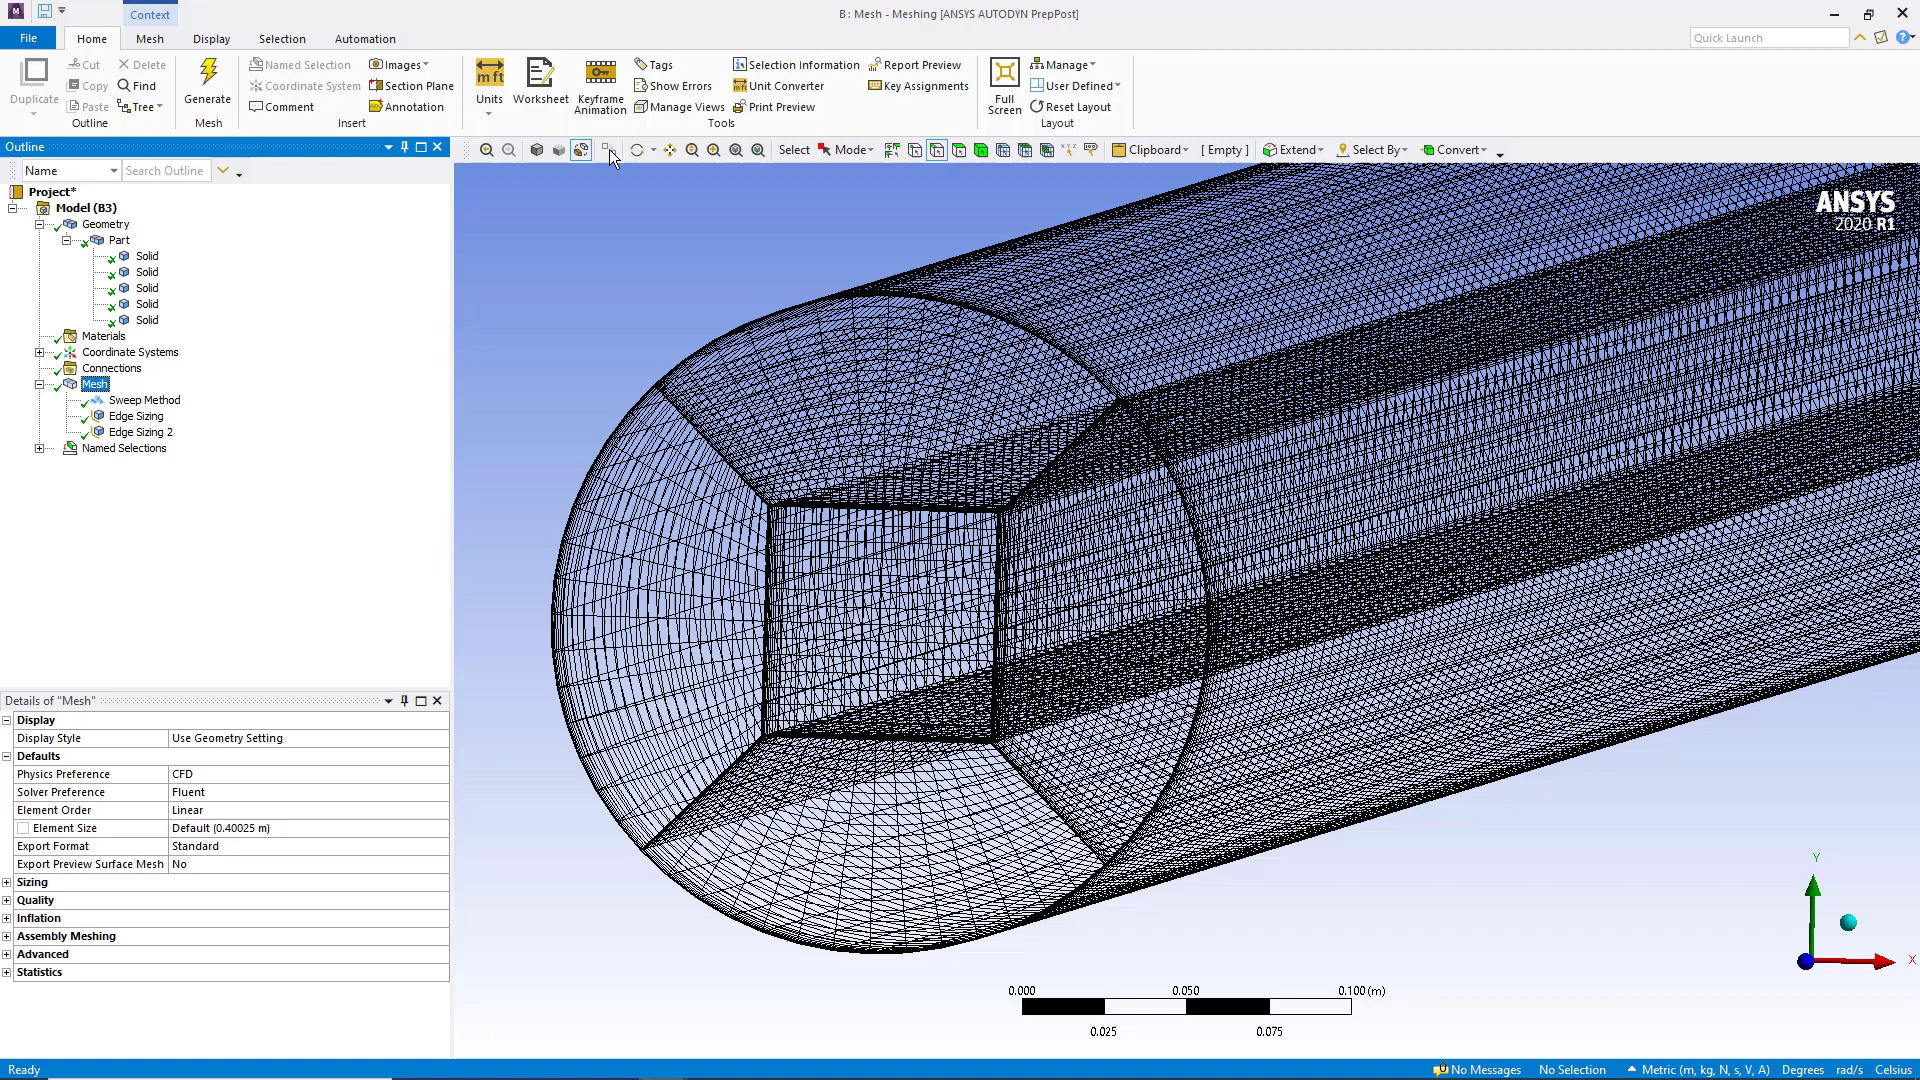 Context
B : Mesh - Meshing [ANSYS AUTODYN PrepPost]
File Home Mesh Display Selection Automation Quick Launch
Duplicate Cut Copy Paste Delete Find Tree
Outline
Generate
Mesh
Named Selection Coordinate System Comment Images Section Plane Annotation
Insert
Units Worksheet Keyframe Animation Tags Show Errors Manage Views Selection Information Unit Converter Print Preview Report Preview Key Assignments
Tools
Full Screen Manage User Defined Reset Layout
Layout
Outline
Select Mode Clipboard [ Empty ] Extend Select By Convert
Name Search Outline
Project*
Model (B3)
Geometry
Part
Solid
Solid
Solid
Solid
Solid
Materials
Coordinate Systems
Connections
Mesh
Sweep Method
Edge Sizing
Edge Sizing 2
Named Selections
ANSYS
2020 R1
Details of "Mesh"
Display
Display Style Use Geometry Setting
Defaults
Physics Preference CFD
Solver Preference Fluent
Element Order Linear
Element Size Default (0.40025 m)
Export Format Standard
Export Preview Surface Mesh No
Sizing
Quality
Inflation
Assembly Meshing
Advanced
Statistics
Y
X
0.000 0.050 0.100 (m)
0.025 0.075
Ready No Messages No Selection Metric (m, kg, N, s, V, A) Degrees rad/s Celsius